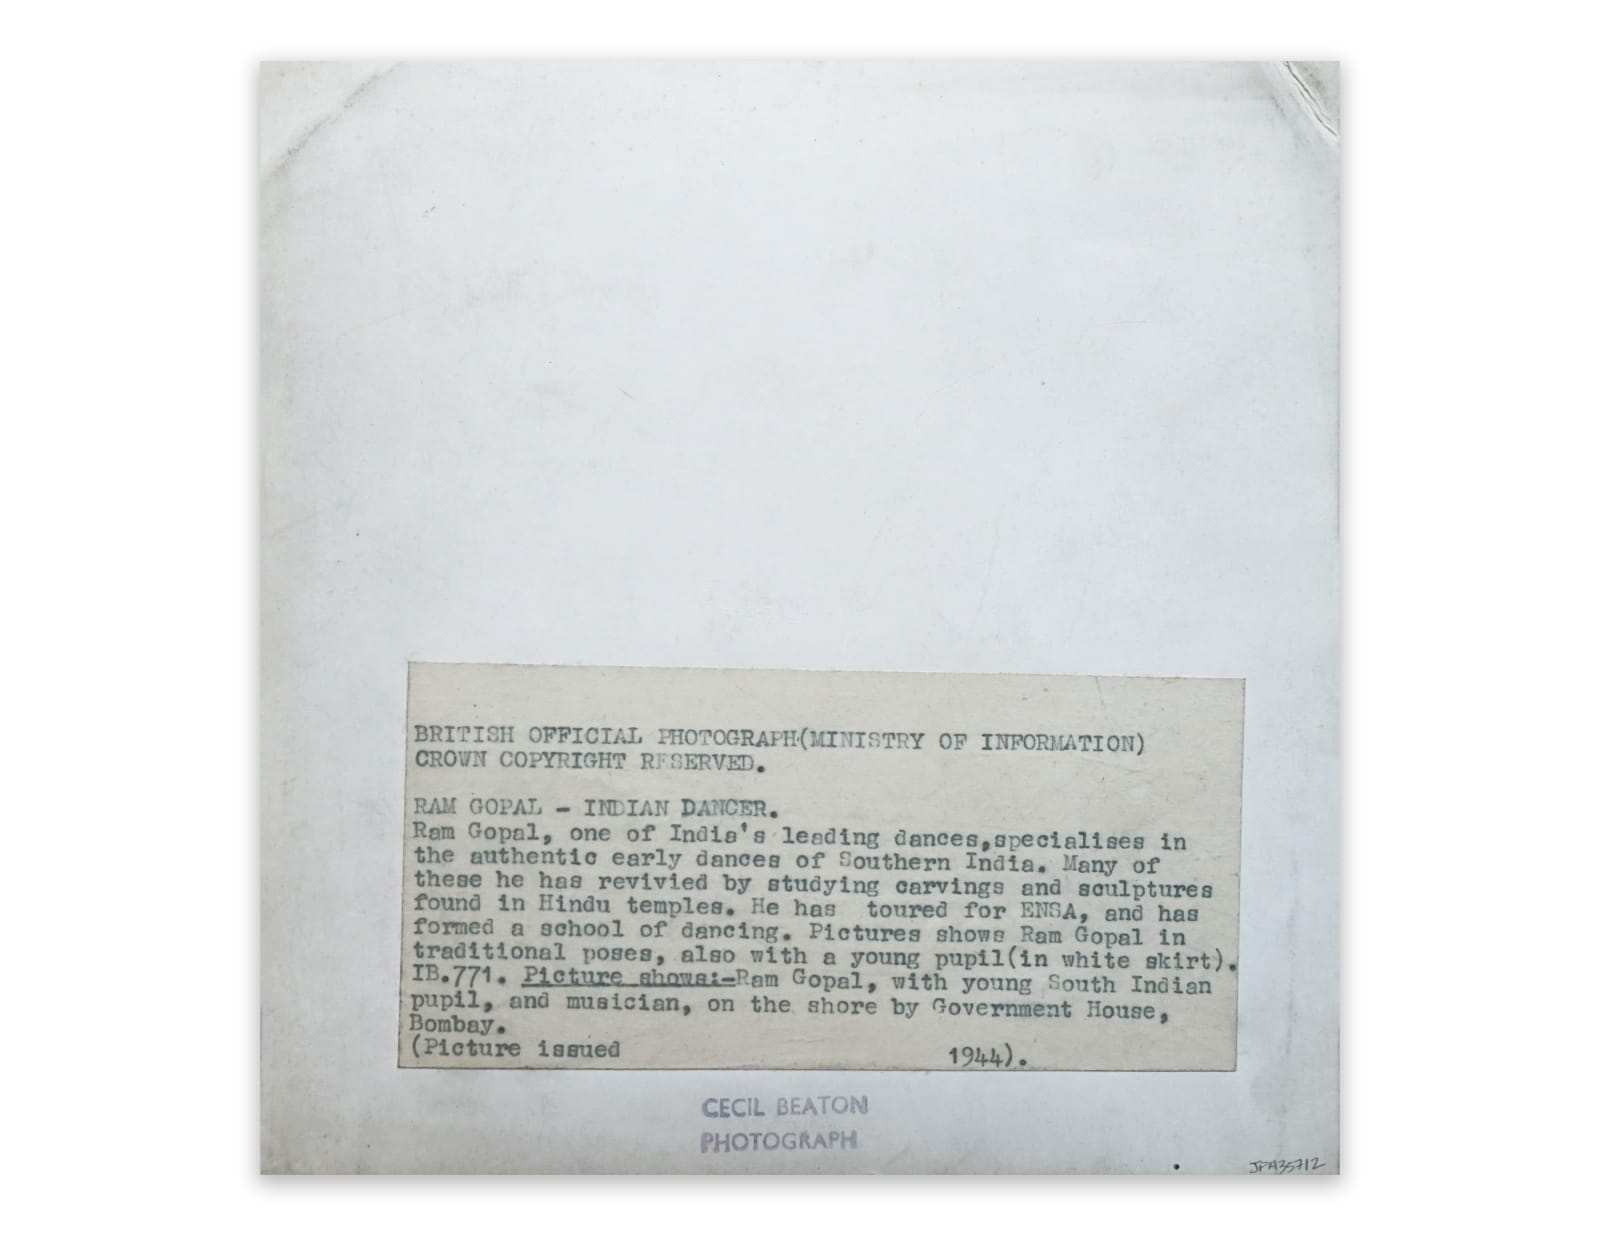 BRITISH OFFICIAL PHOTOGRAPH(MINISTRY OF INFORMATION)
CROWN COPYRIGHT RESERVED.
RAM GOPAL - INDIAN DANCER.
Ram Gopal, one of India's leading dances,specialises in
the authentic early dances of Southern India. Many of
these he has revivied by studying carvings and sculptures
found in Hindu temples. He has toured for ENSA, and has
formed a school of dancing. Pictures shows Ram Gopal in
traditional poses, also with a young pupil(in white skirt).
IB.771. Picture shows:-Ram Gopal, with young South Indian
pupil, and musician, on the shore by Government House,
Bombay.
(Picture issued 1944).
CECIL BEATON
PHOTOGRAPH
JPA35712